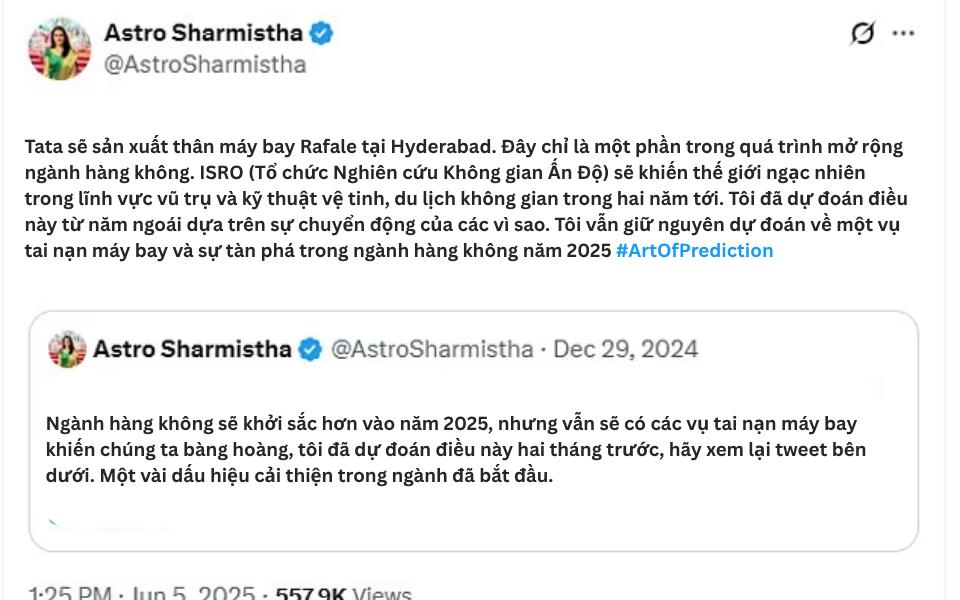 Astro Sharmistha
@AstroSharmistha
Tata sẽ sản xuất thân máy bay Rafale tại Hyderabad. Đây chỉ là một phần trong quá trình mở rộng
ngành hàng không. ISRO (Tổ chức Nghiên cứu Không gian Ấn Độ) sẽ khiến thế giới ngạc nhiên
trong lĩnh vực vũ trụ và kỹ thuật vệ tinh, du lịch không gian trong hai năm tới. Tôi đã dự đoán điều
này từ năm ngoái dựa trên sự chuyển động của các vì sao. Tôi vẫn giữ nguyên dự đoán về một vụ
tai nạn máy bay và sự tàn phá trong ngành hàng không năm 2025 #ArtOfPrediction
Astro Sharmistha @AstroSharmistha · Dec 29, 2024
Ngành hàng không sẽ khởi sắc hơn vào năm 2025, nhưng vẫn sẽ có các vụ tai nạn máy bay
khiến chúng ta bàng hoàng, tôi đã dự đoán điều này hai tháng trước, hãy xem lại tweet bên
dưới. Một vài dấu hiệu cải thiện trong ngành đã bắt đầu.
1:25 PM · Jun 5, 2025 · 557.9K Views